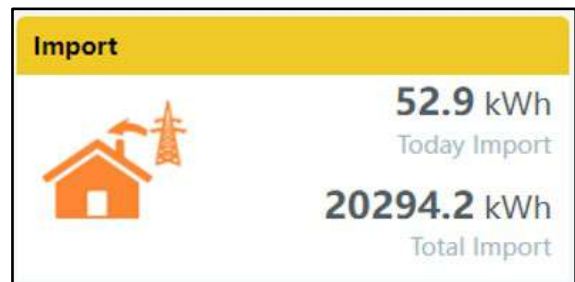 Import
52.9 kWh
Today Import
20294.2 kWh
Total Import